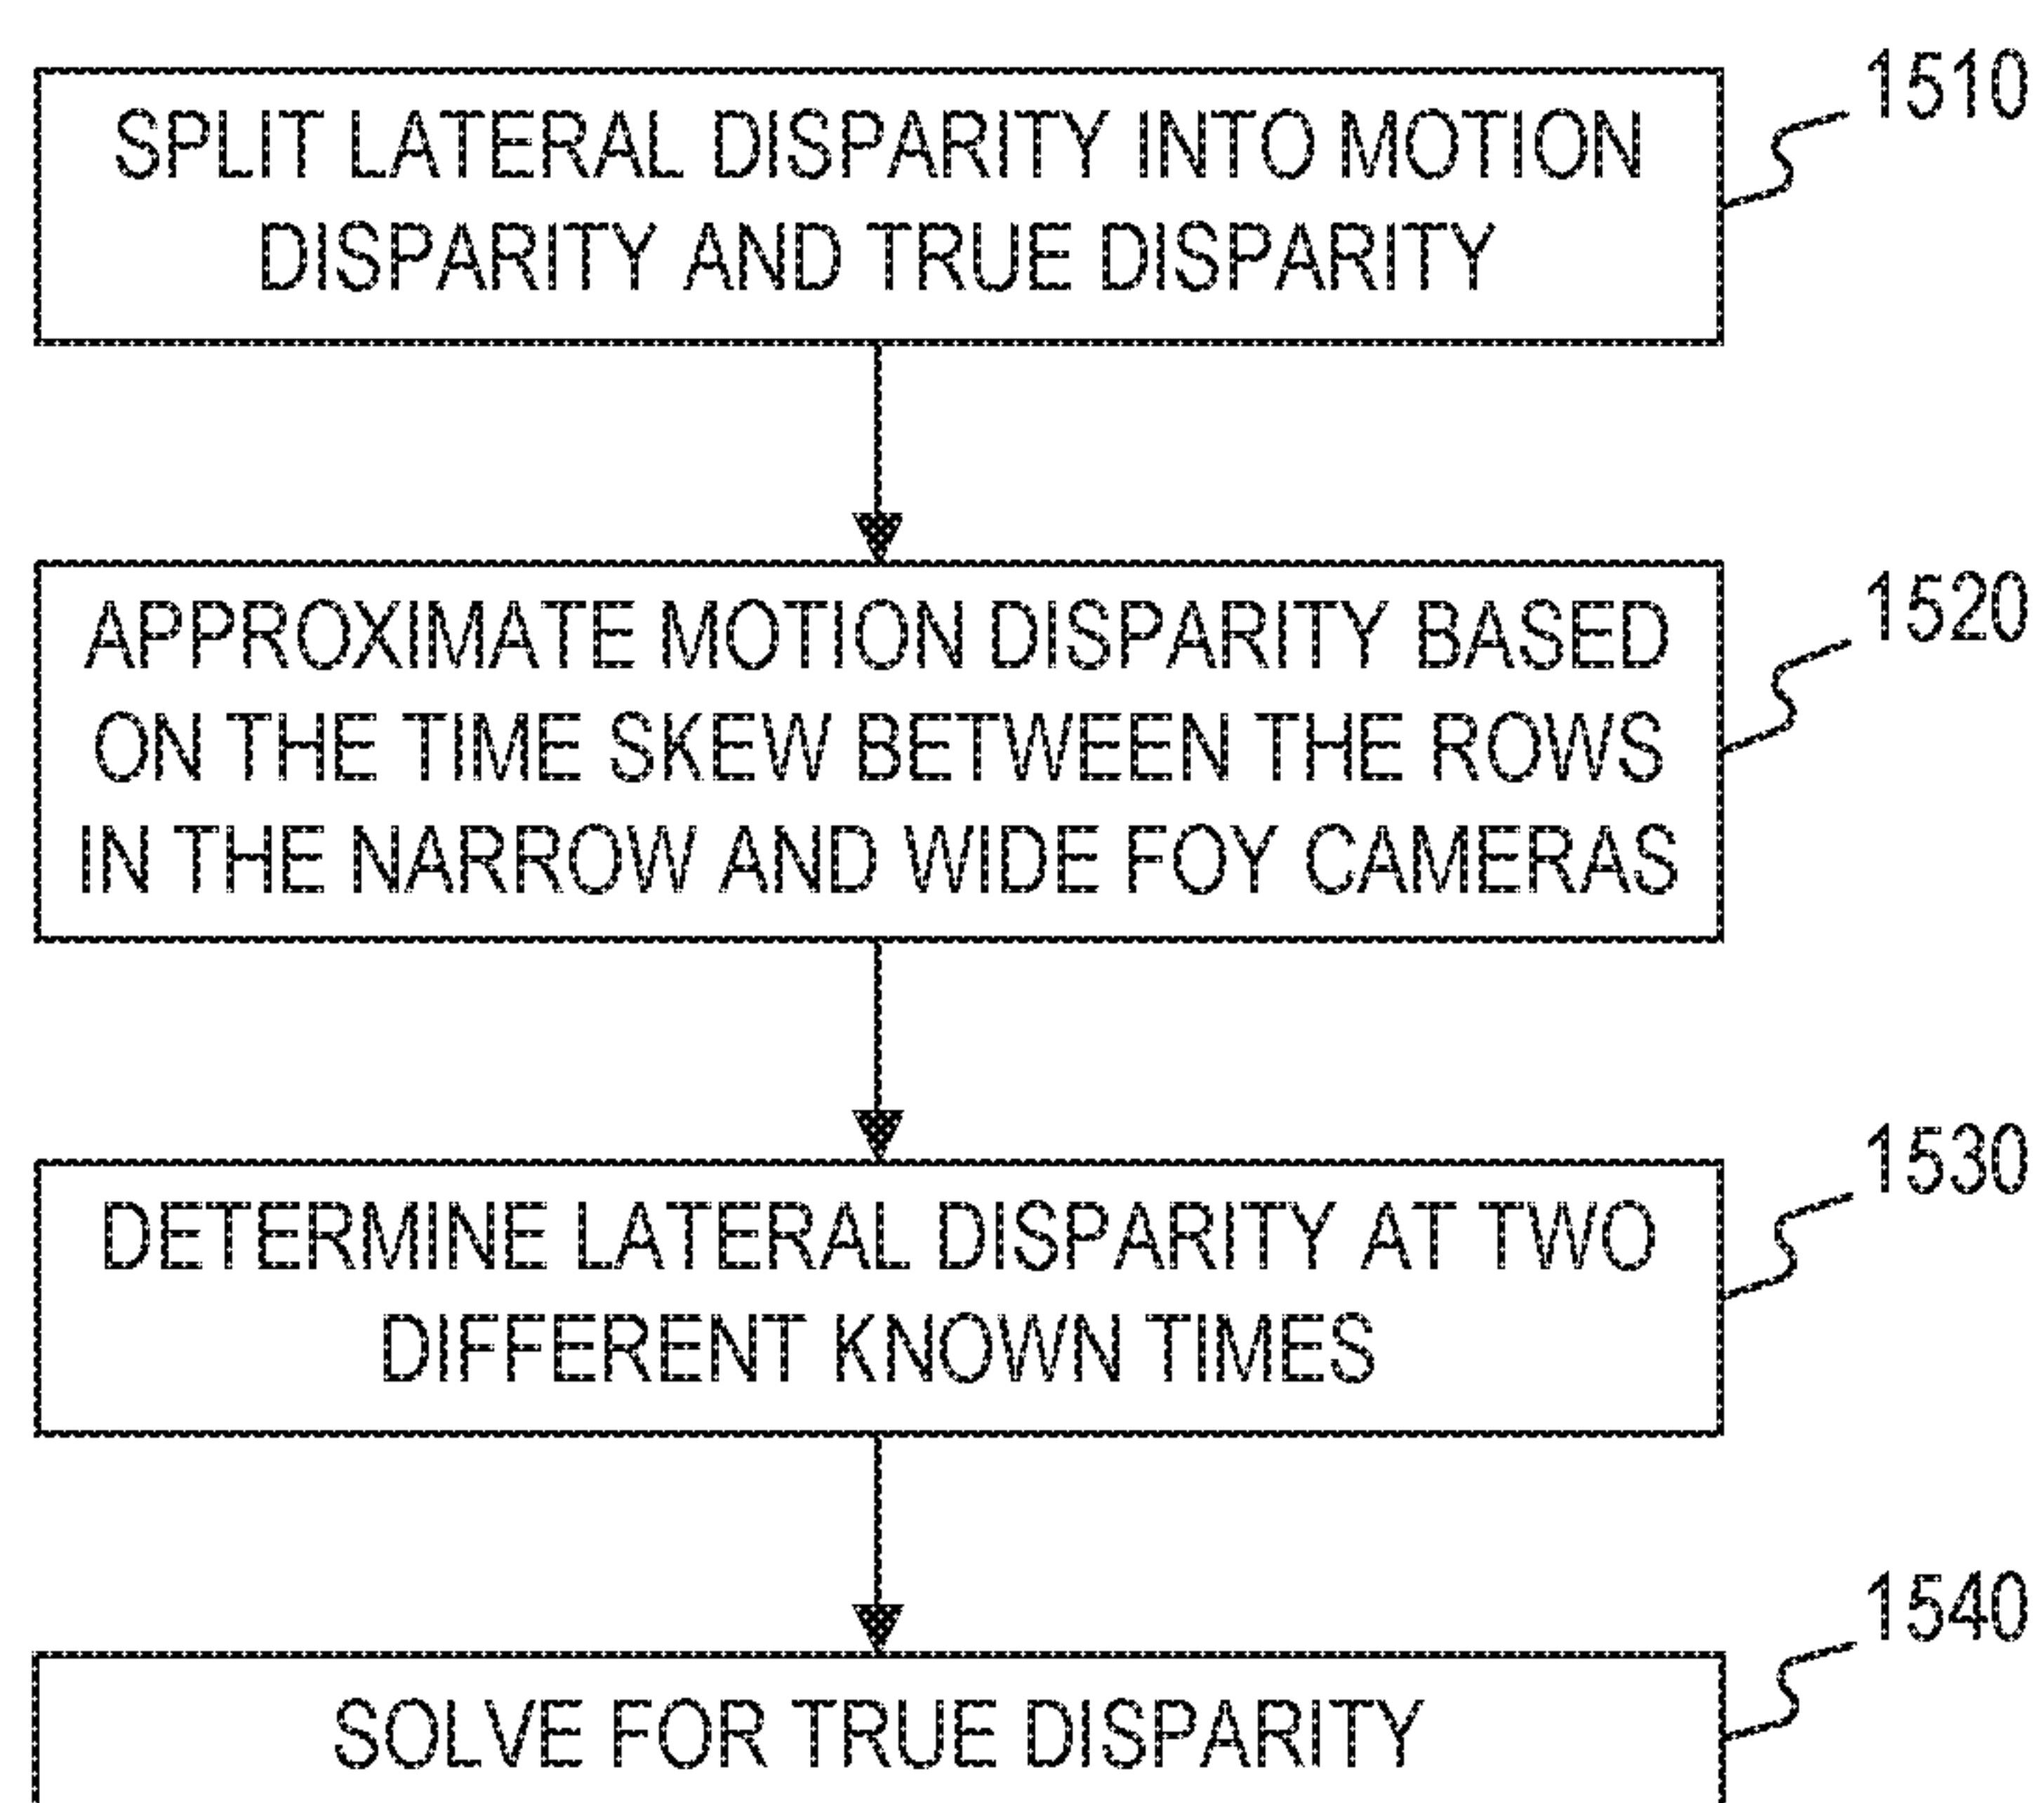 1510
SPLIT LATERAL DISPARITY INTO MOTION
DISPARITY AND TRUE DISPARITY
1520
APPROXIMATE MOTION DISPARITY BASED
ON THE TIME SKEW BETWEEN THE ROWS
IN THE NARROW AND WIDE FOY CAMERAS
1530
DETERMINE LATERAL DISPARITY AT TWO
DIFFERENT KNOWN TIMES
1540
SOLVE FOR TRUE DISPARITY